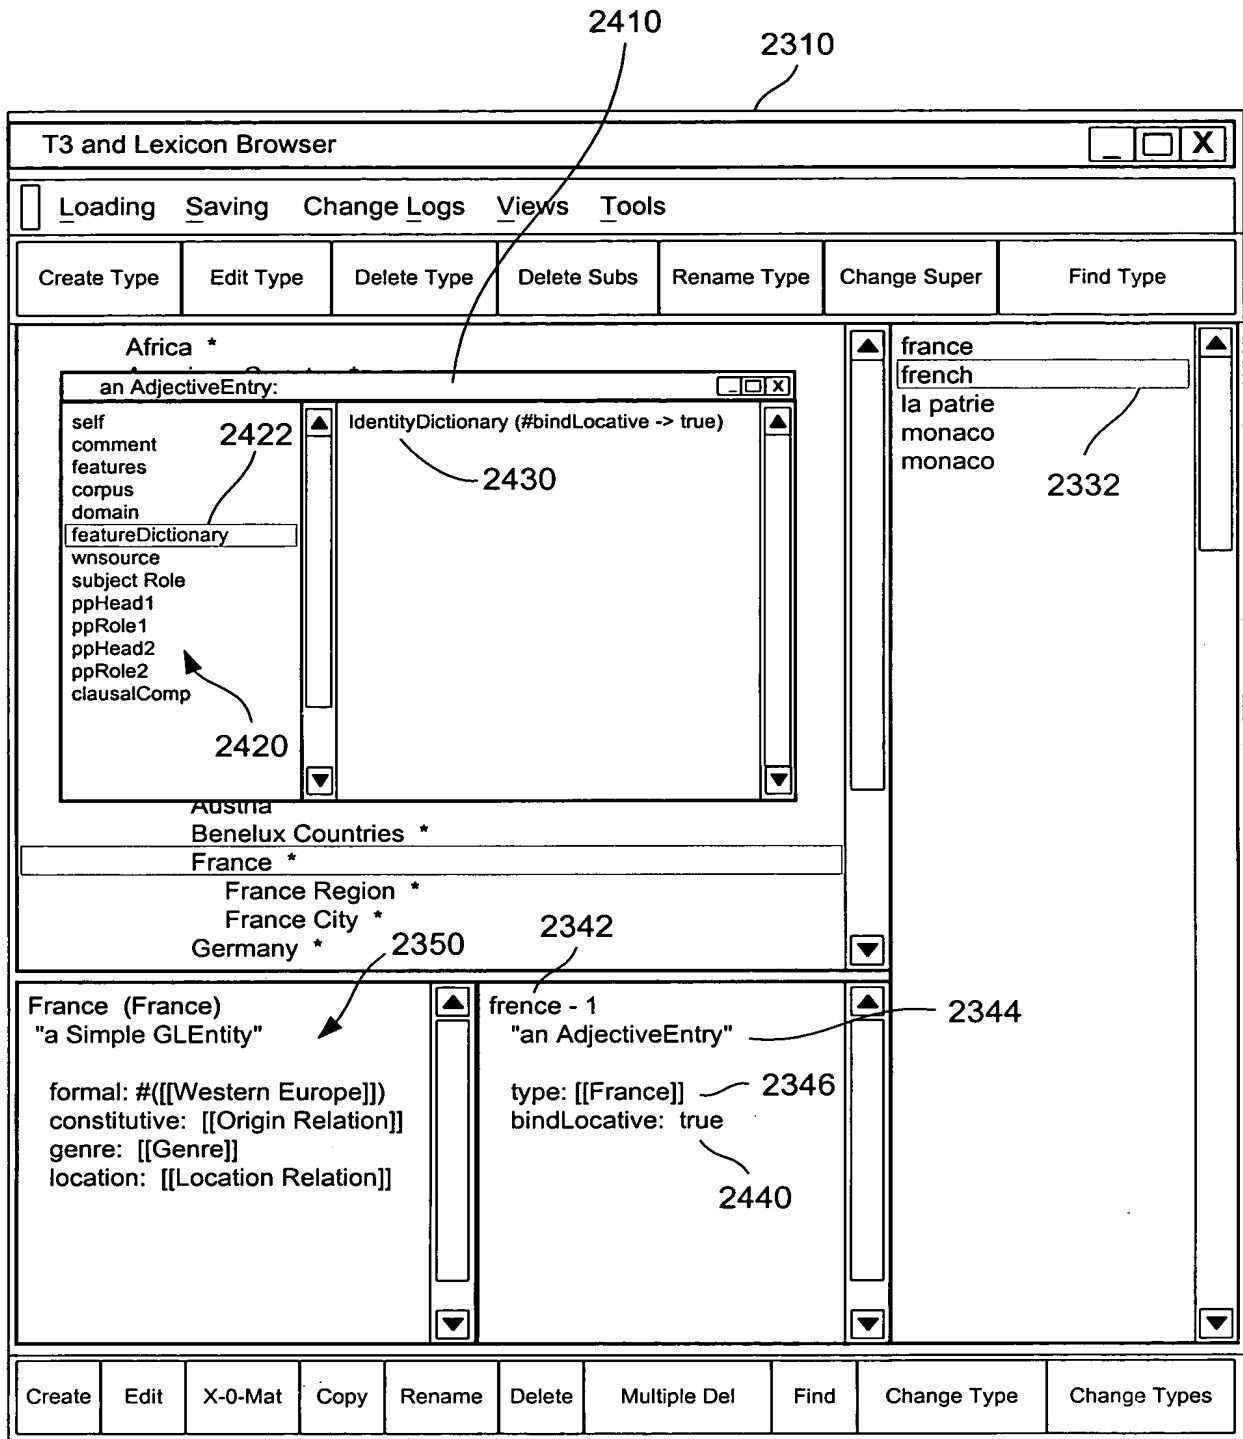 2410
2310
T3 and Lexicon Browser
_ X
Loading Saving Change Logs Views Tools
Create Type Edit Type Delete Type Delete Subs Rename Type Change Super Find Type
Africa *
an AdjectiveEntry:
_ X
self
comment
features
corpus
domain
featureDictionary
wnsource
subject Role
ppHead1
ppRole1
ppHead2
ppRole2
clausalComp
2422
2420
IdentityDictionary (#bindLocative -> true)
2430
Austria
Benelux Countries *
France *
France Region *
France City *
Germany *
france
french
la patrie
monaco
monaco
2332
2350
2342
France (France)
"a Simple GLEntity"
formal: #([[Western Europe]])
constitutive: [[Origin Relation]]
genre: [[Genre]]
location: [[Location Relation]]
frence - 1
"an AdjectiveEntry"
2344
type: [[France]]
2346
bindLocative: true
2440
Create Edit X-0-Mat Copy Rename Delete Multiple Del Find Change Type Change Types